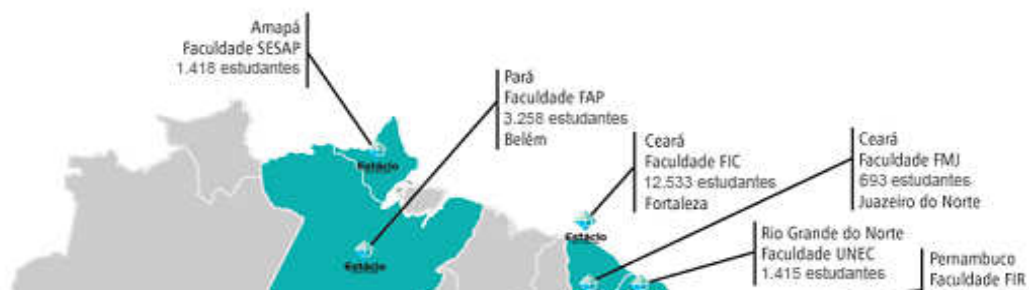 Amapá
Faculdade SESAP
1.418 estudantes
Pará
Faculdade FAP
3.258 estudantes
Belém
Ceará
Faculdade FIC
12.533 estudantes
Fortaleza
Ceará
Faculdade FMJ
693 estudantes
Juazeiro do Norte
Rio Grande do Norte
Faculdade UNEC
1.415 estudantes
Pernambuco
Faculdade FIR
Estácio
Estácio
Estácio